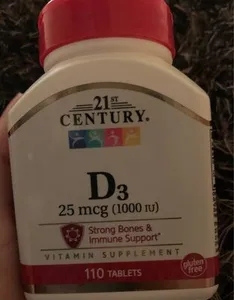 21ST
CENTURY®
D3
25 mcg (1000 IU)
Strong Bones &
Immune Support*
VITAMIN SUPPLEMENT
110 TABLETS
gluten
free